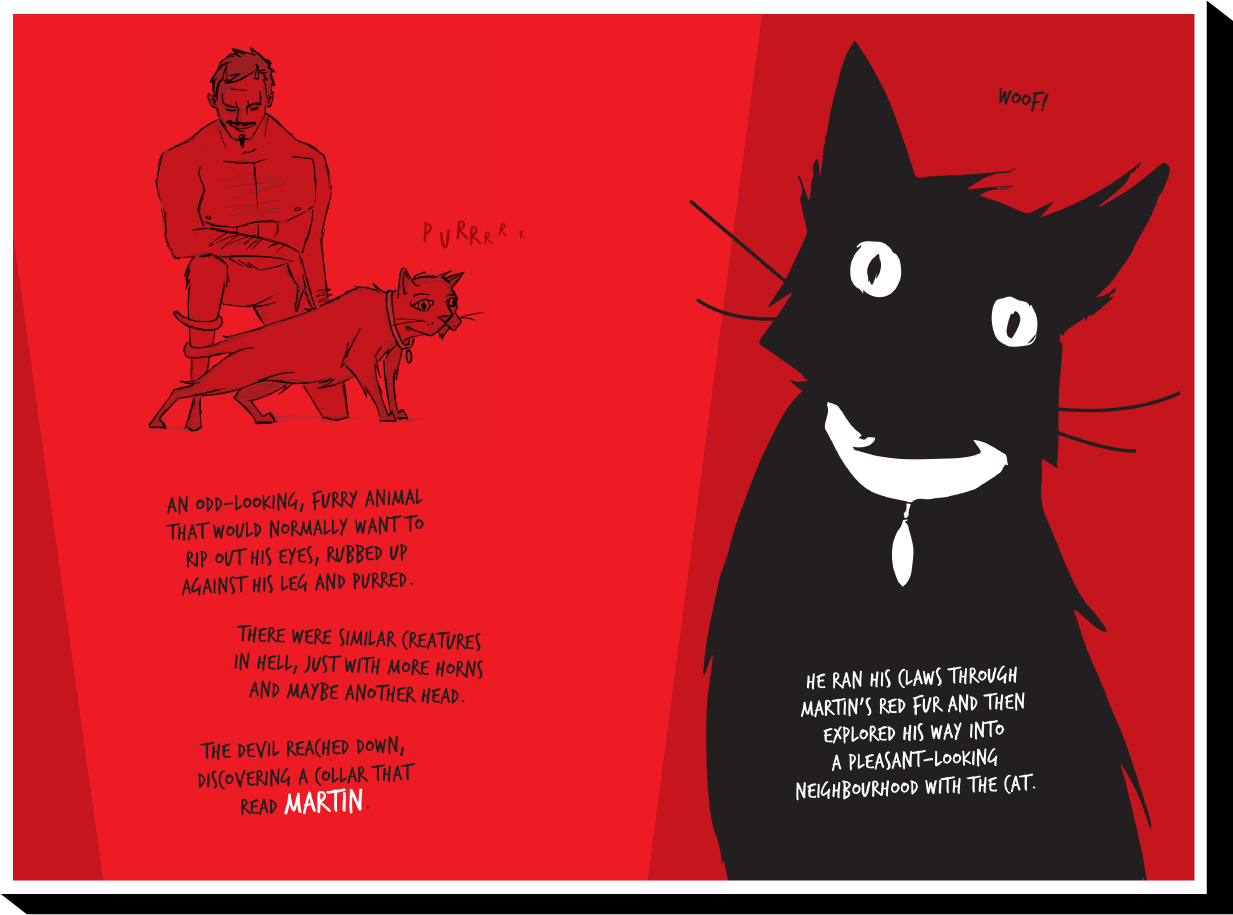 PURRRRR
AN ODD-LOOKING, FURRY ANIMAL
THAT WOULD NORMALLY WANT TO
RIP OUT HIS EYES, RUBBED UP
AGAINST HIS LEG AND PURRED.
THERE WERE SIMILAR CREATURES
IN HELL, JUST WITH MORE HORNS
AND MAYBE ANOTHER HEAD.
THE DEVIL REACHED DOWN,
DISCOVERING A COLLAR THAT
READ MARTIN.
WOOF!
HE RAN HIS CLAWS THROUGH
MARTIN'S RED FUR AND THEN
EXPLORED HIS WAY INTO
A PLEASANT-LOOKING
NEIGHBOURHOOD WITH THE CAT.